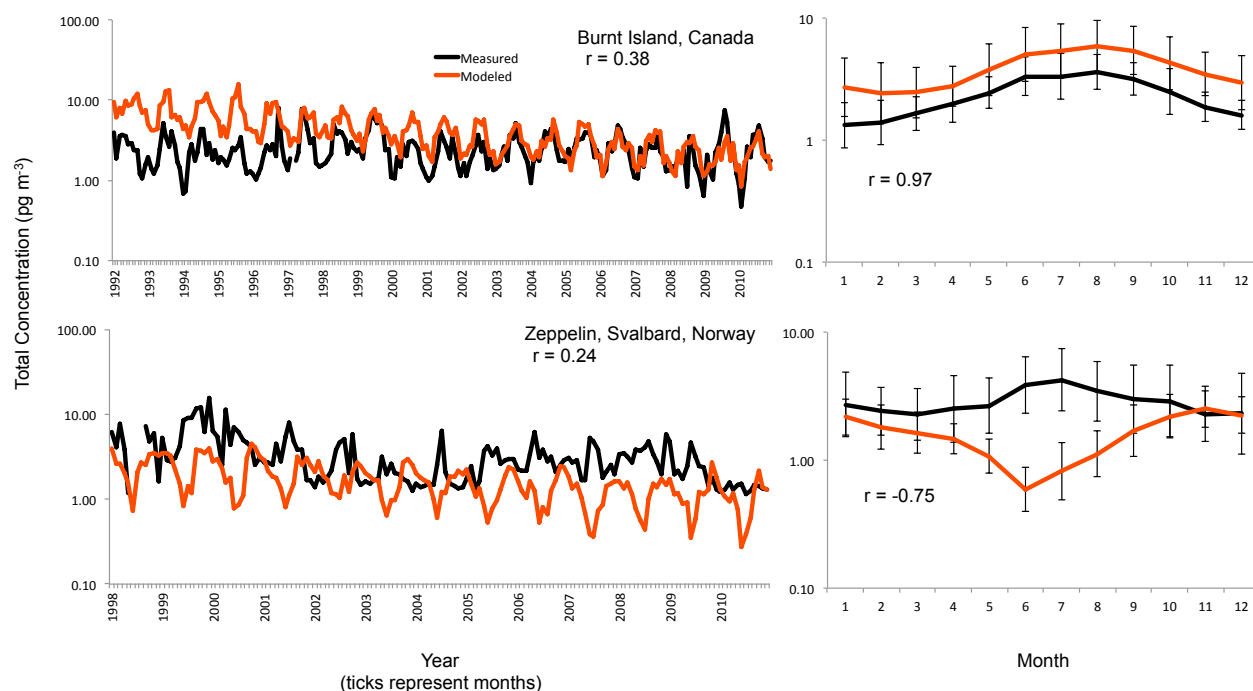 Total Concentration (pg m⁻³)
100.00
10.00
1.00
0.10
Burnt Island, Canada
r = 0.38
Measured
Modeled
1992 1993 1994 1995 1996 1997 1998 1999 2000 2001 2002 2003 2004 2005 2006 2007 2008 2009 2010
10
1
0.1
r = 0.97
1 2 3 4 5 6 7 8 9 10 11 12
100.00
10.00
1.00
0.10
Zeppelin, Svalbard, Norway
r = 0.24
1998 1999 2000 2001 2002 2003 2004 2005 2006 2007 2008 2009 2010
10.00
1.00
0.10
r = -0.75
1 2 3 4 5 6 7 8 9 10 11 12
Year
(ticks represent months)
Month